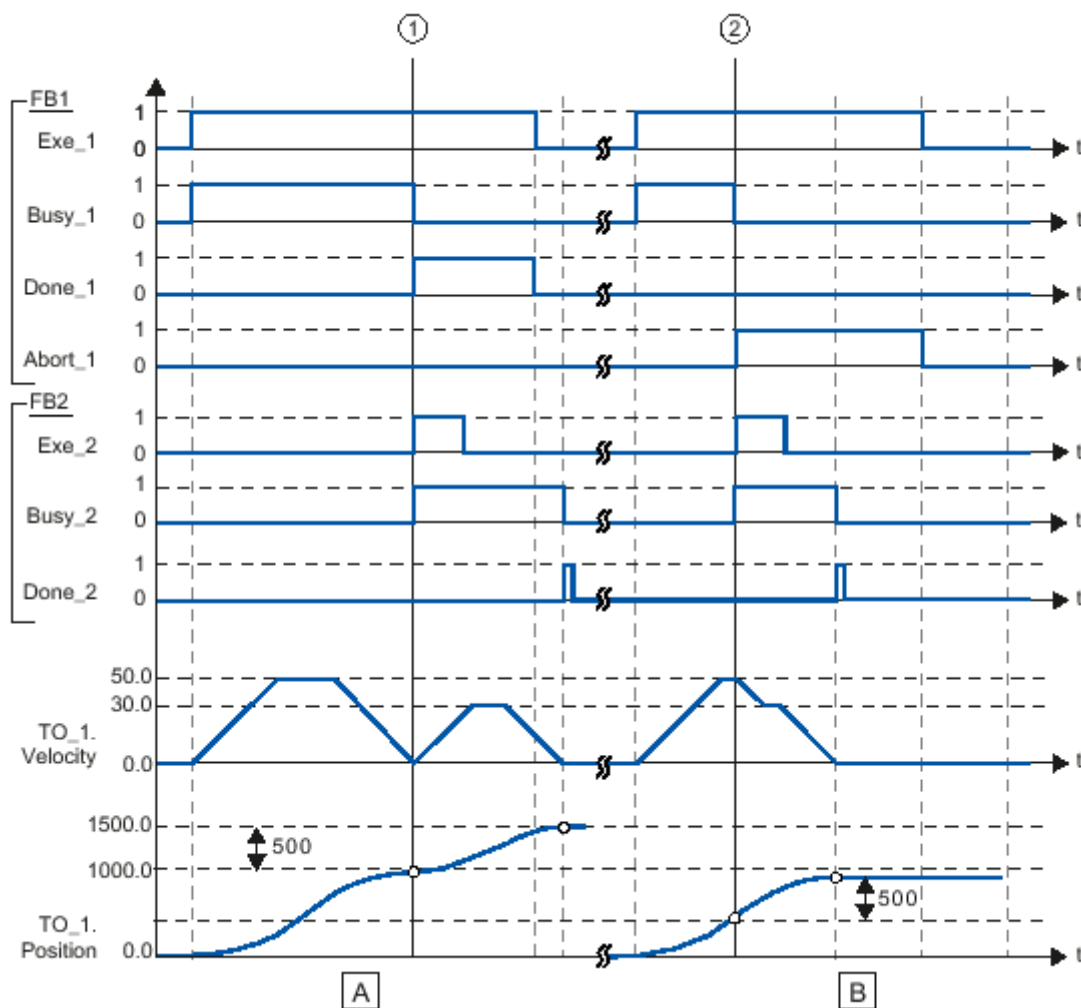 1 2
FB1
1
Exe_1
0
t
1
Busy_1
0
t
1
Done_1
0
t
1
Abort_1
0
t
FB2
1
Exe_2
0
t
1
Busy_2
0
t
1
Done_2
0
t
50.0
30.0
TO_1.
Velocity
0.0
t
1500.0
500
1000.0
500
TO_1.
Position
0.0
t
A B